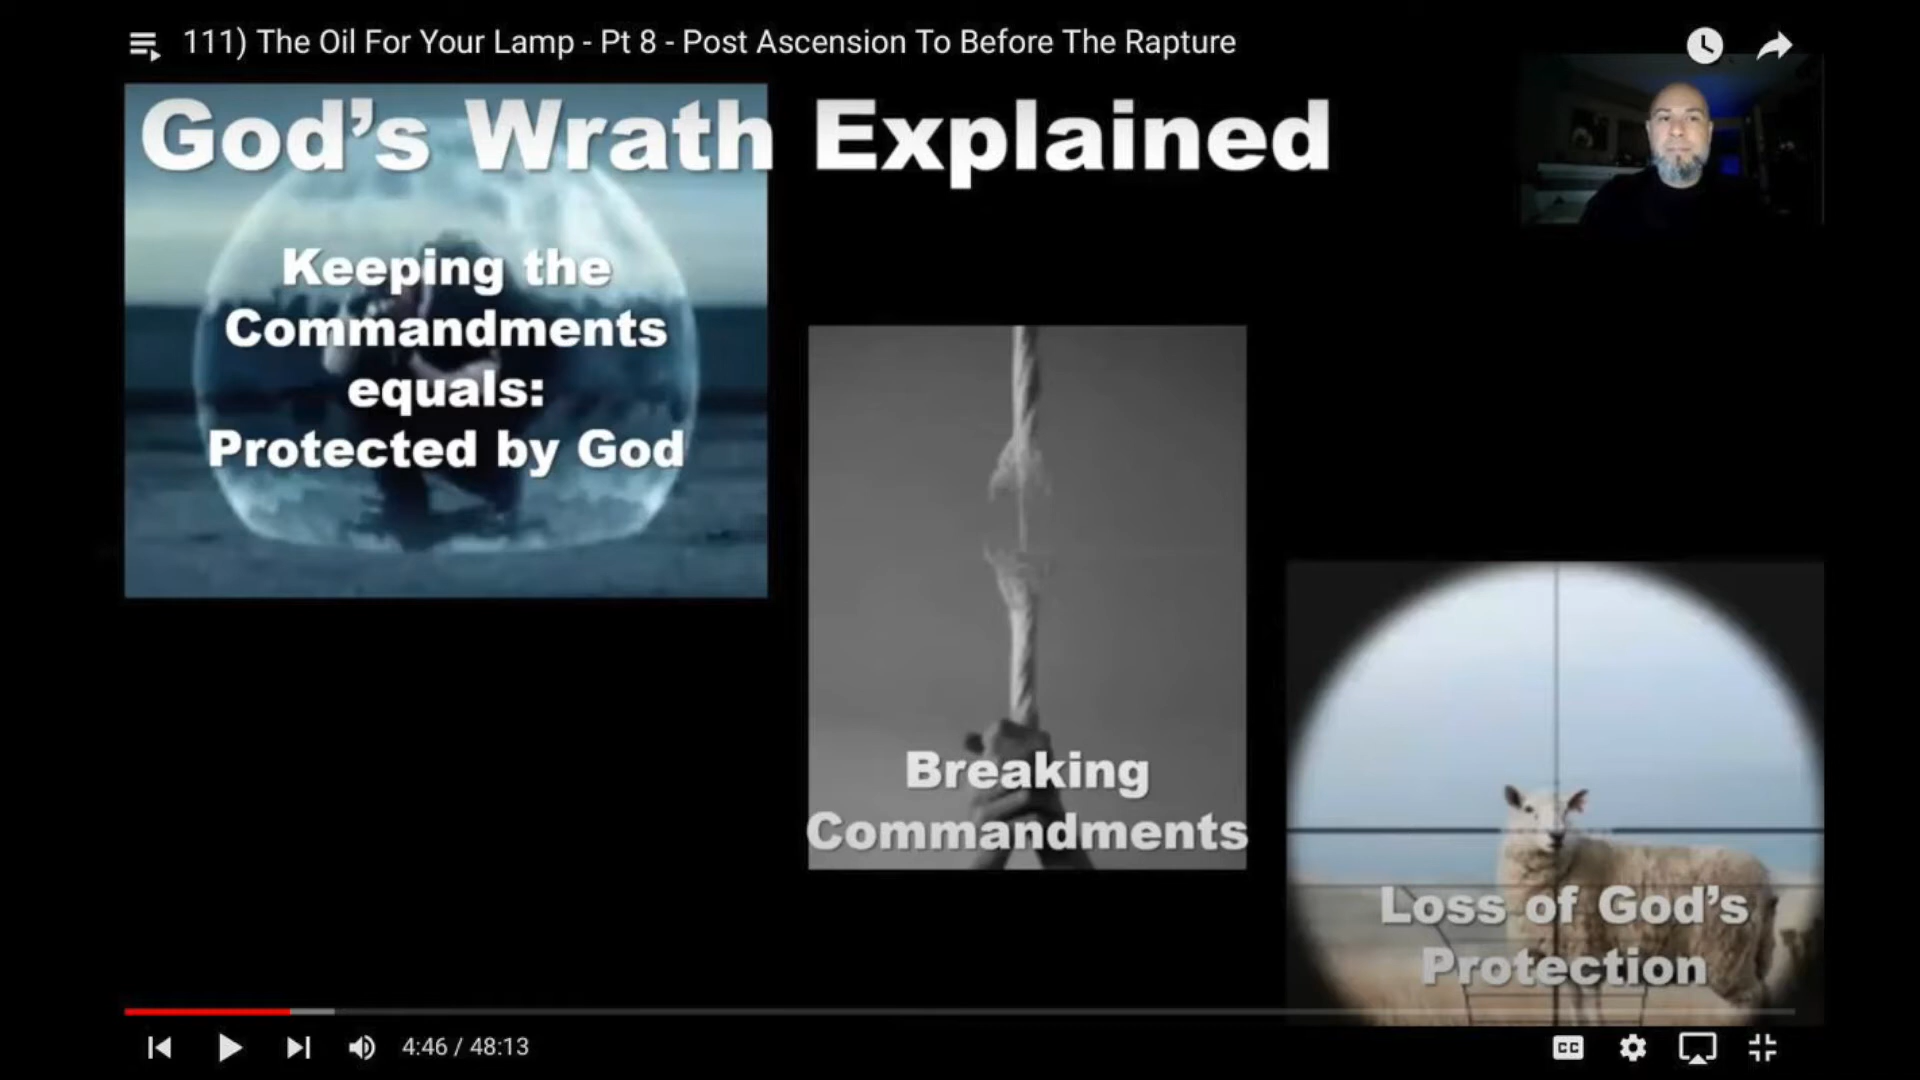 111) The Oil For Your Lamp - Pt 8 - Post Ascension To Before The Rapture
God's Wrath Explained
Keeping the
Commandments
equals:
Protected by God
Breaking
Commandments
Loss of God's
Protection
4:46 / 48:13
CC